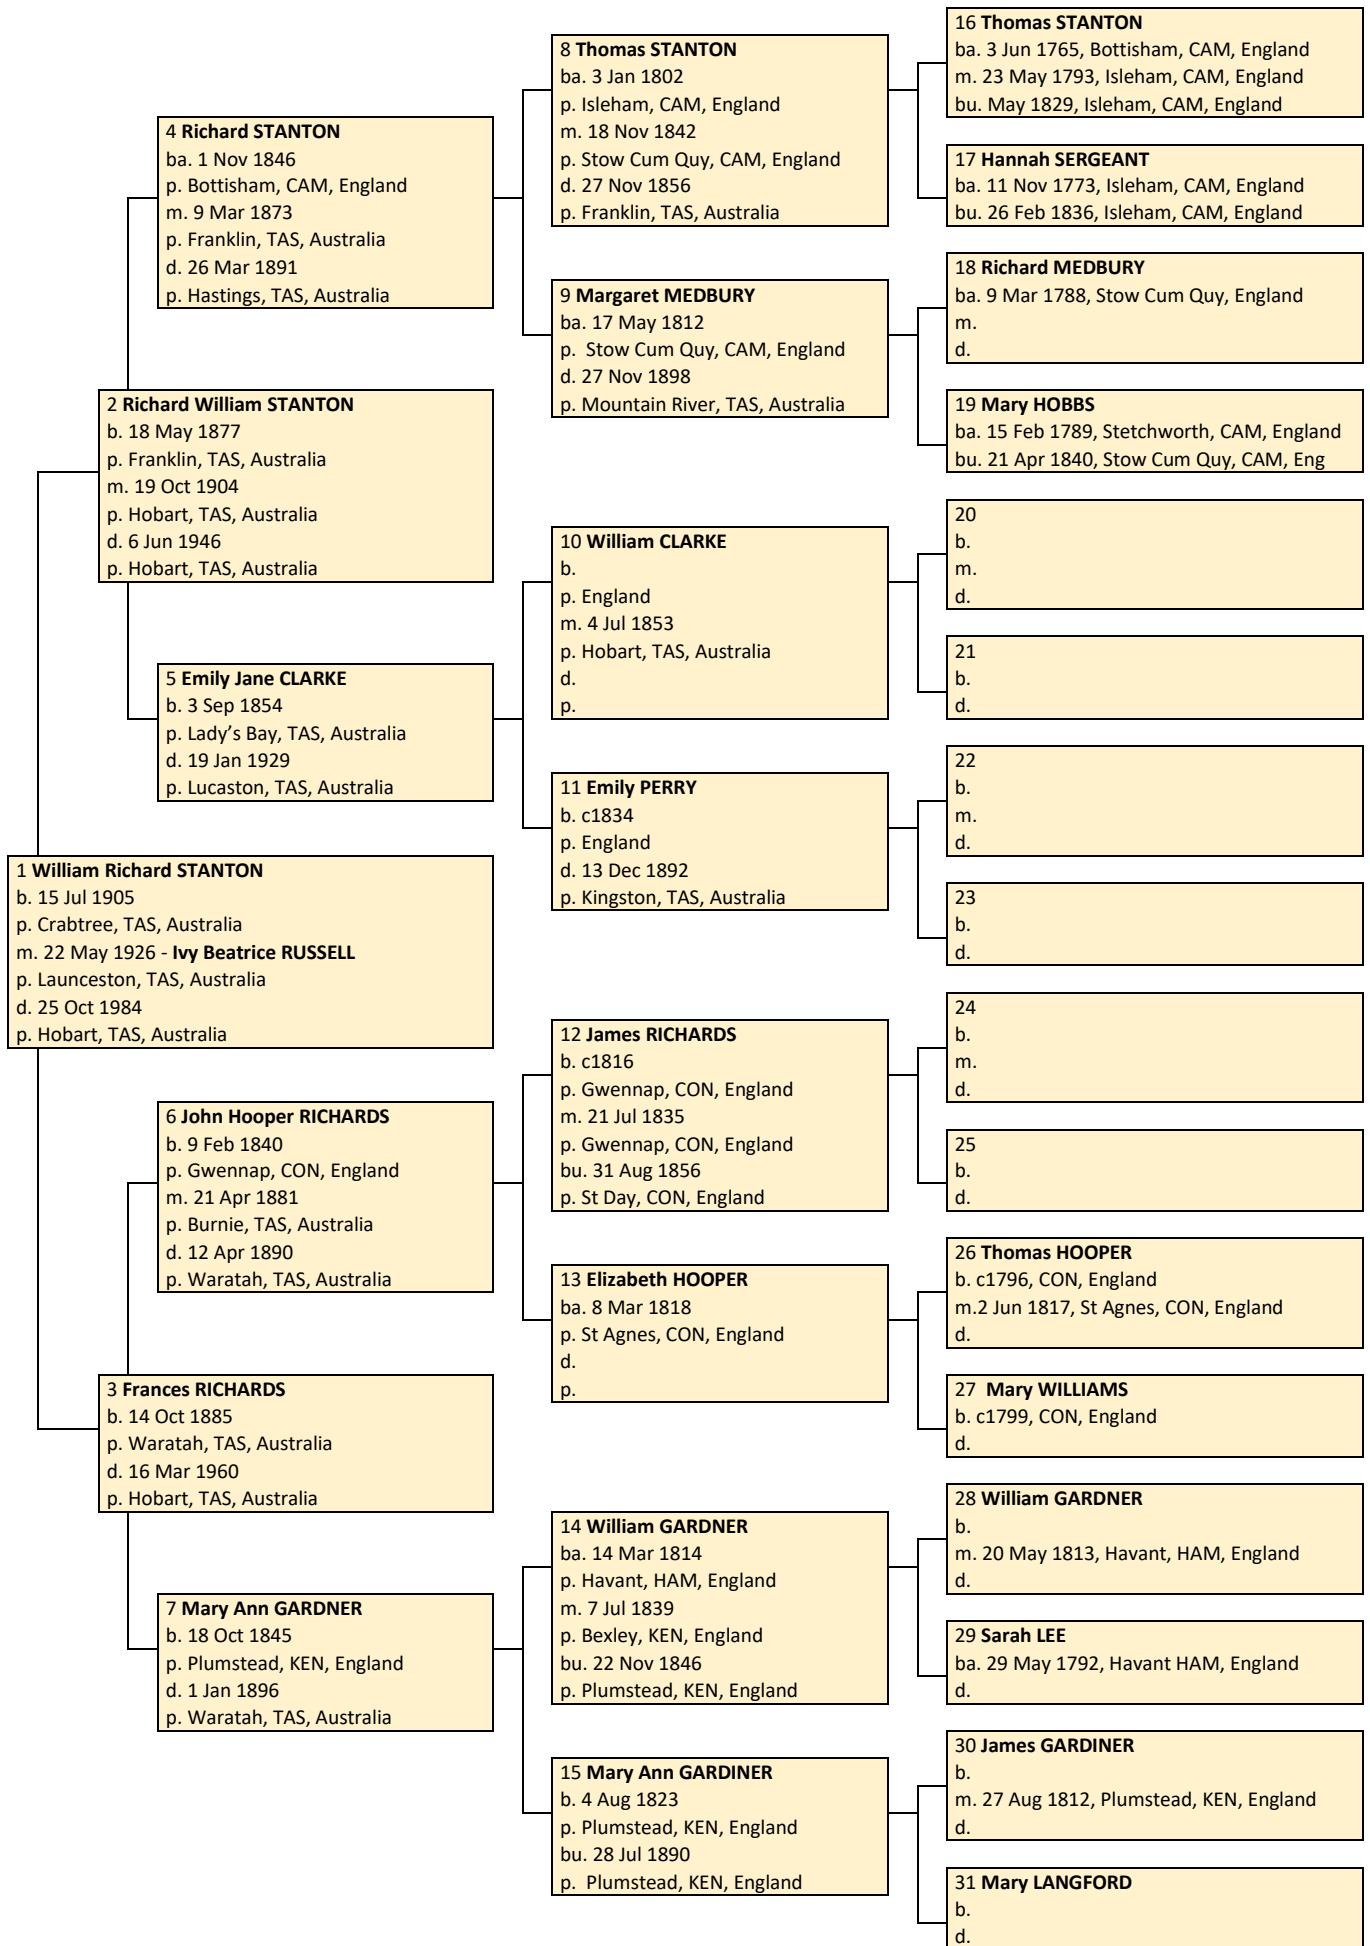 16 Thomas STANTON
ba. 3 Jun 1765, Bottisham, CAM, England
m. 23 May 1793, Isleham, CAM, England
bu. May 1829, Isleham, CAM, England
8 Thomas STANTON
ba. 3 Jan 1802
p. Isleham, CAM, England
m. 18 Nov 1842
p. Stow Cum Quy, CAM, England
d. 27 Nov 1856
p. Franklin, TAS, Australia
4 Richard STANTON
ba. 1 Nov 1846
p. Bottisham, CAM, England
m. 9 Mar 1873
p. Franklin, TAS, Australia
d. 26 Mar 1891
p. Hastings, TAS, Australia
17 Hannah SERGEANT
ba. 11 Nov 1773, Isleham, CAM, England
bu. 26 Feb 1836, Isleham, CAM, England
18 Richard MEDBURY
ba. 9 Mar 1788, Stow Cum Quy, England
m.
d.
9 Margaret MEDBURY
ba. 17 May 1812
p. Stow Cum Quy, CAM, England
d. 27 Nov 1898
p. Mountain River, TAS, Australia
2 Richard William STANTON
b. 18 May 1877
p. Franklin, TAS, Australia
m. 19 Oct 1904
p. Hobart, TAS, Australia
d. 6 Jun 1946
p. Hobart, TAS, Australia
19 Mary HOBBS
ba. 15 Feb 1789, Stetchworth, CAM, England
bu. 21 Apr 1840, Stow Cum Quy, CAM, Eng
20
b.
m.
d.
10 William CLARKE
b.
p. England
m. 4 Jul 1853
p. Hobart, TAS, Australia
d.
p.
21
b.
d.
5 Emily Jane CLARKE
b. 3 Sep 1854
p. Lady’s Bay, TAS, Australia
d. 19 Jan 1929
p. Lucaston, TAS, Australia
22
b.
m.
d.
11 Emily PERRY
b. c1834
p. England
d. 13 Dec 1892
p. Kingston, TAS, Australia
1 William Richard STANTON
b. 15 Jul 1905
p. Crabtree, TAS, Australia
m. 22 May 1926 - Ivy Beatrice RUSSELL
p. Launceston, TAS, Australia
d. 25 Oct 1984
p. Hobart, TAS, Australia
23
b.
d.
24
b.
m.
d.
12 James RICHARDS
b. c1816
p. Gwennap, CON, England
m. 21 Jul 1835
p. Gwennap, CON, England
bu. 31 Aug 1856
p. St Day, CON, England
6 John Hooper RICHARDS
b. 9 Feb 1840
p. Gwennap, CON, England
m. 21 Apr 1881
p. Burnie, TAS, Australia
d. 12 Apr 1890
p. Waratah, TAS, Australia
25
b.
d.
26 Thomas HOOPER
b. c1796, CON, England
m.2 Jun 1817, St Agnes, CON, England
d.
13 Elizabeth HOOPER
ba. 8 Mar 1818
p. St Agnes, CON, England
d.
p.
3 Frances RICHARDS
b. 14 Oct 1885
p. Waratah, TAS, Australia
d. 16 Mar 1960
p. Hobart, TAS, Australia
27 Mary WILLIAMS
b. c1799, CON, England
d.
28 William GARDNER
b.
m. 20 May 1813, Havant, HAM, England
d.
14 William GARDNER
ba. 14 Mar 1814
p. Havant, HAM, England
m. 7 Jul 1839
p. Bexley, KEN, England
bu. 22 Nov 1846
p. Plumstead, KEN, England
7 Mary Ann GARDNER
b. 18 Oct 1845
p. Plumstead, KEN, England
d. 1 Jan 1896
p. Waratah, TAS, Australia
29 Sarah LEE
ba. 29 May 1792, Havant HAM, England
d.
30 James GARDINER
b.
m. 27 Aug 1812, Plumstead, KEN, England
d.
15 Mary Ann GARDINER
b. 4 Aug 1823
p. Plumstead, KEN, England
bu. 28 Jul 1890
p. Plumstead, KEN, England
31 Mary LANGFORD
b.
d.